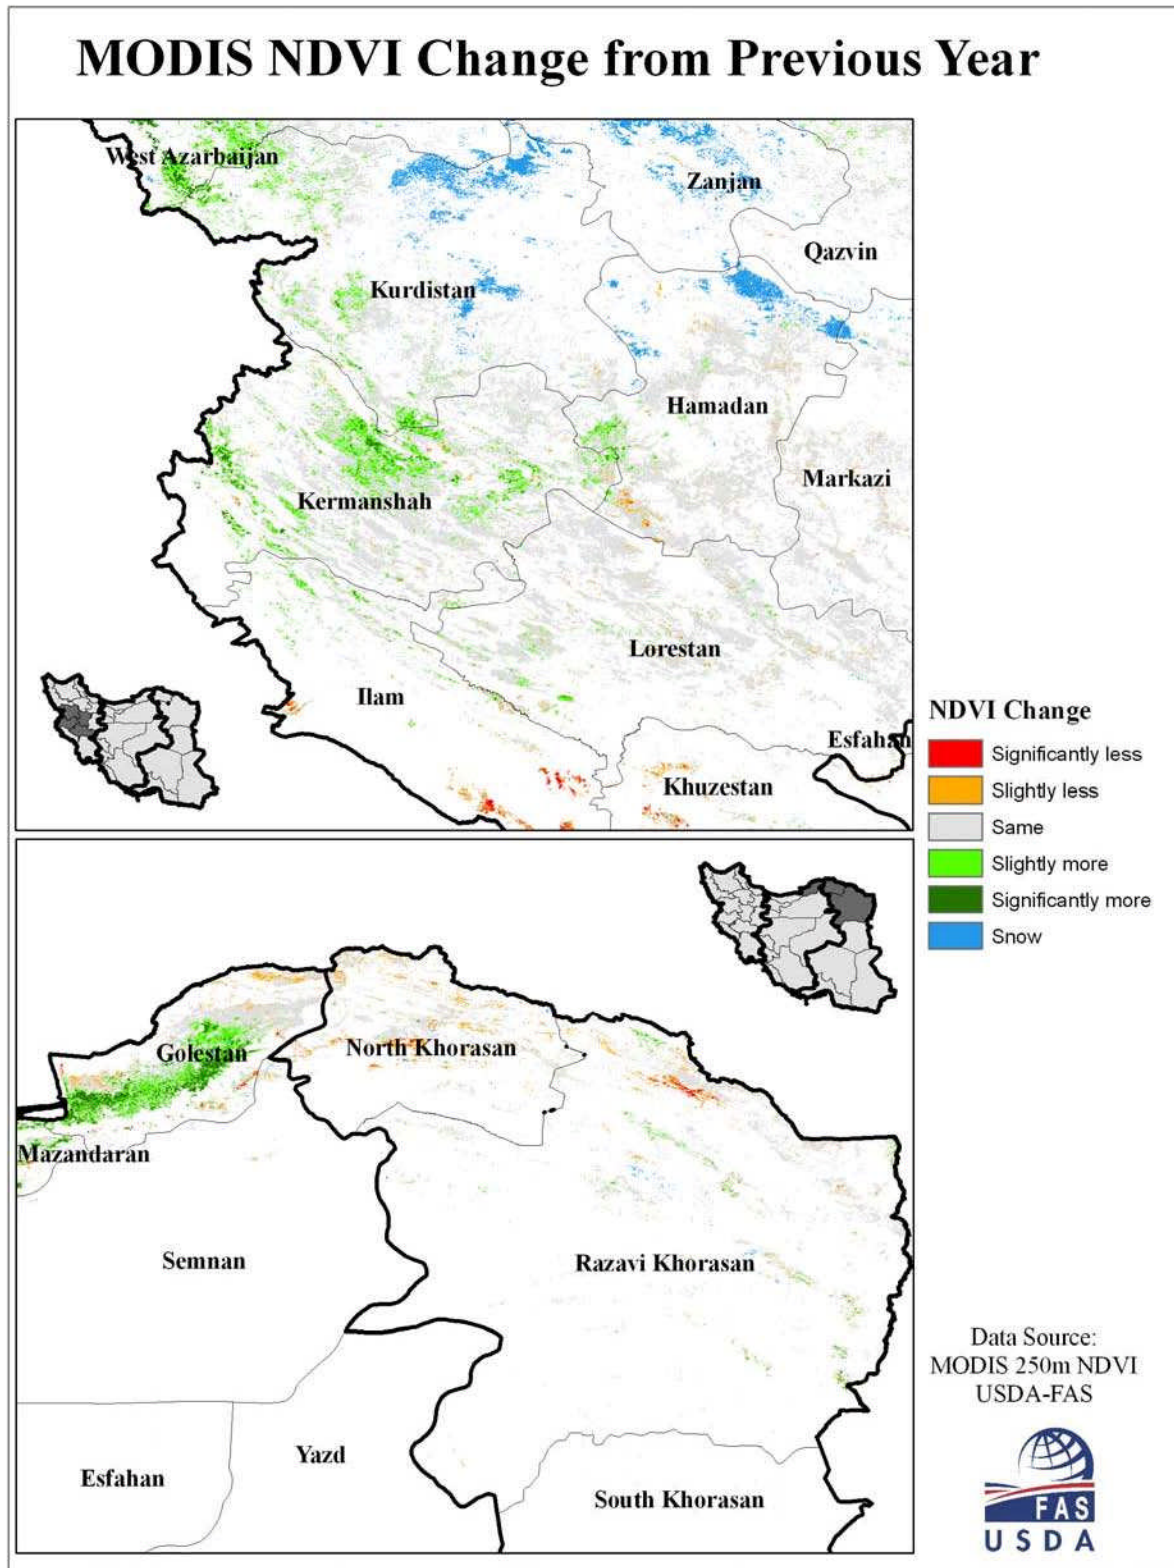 MODIS NDVI Change from Previous Year
West Azarbaijan
Zanjan
Qazvin
Kurdistan
Hamadan
Markazi
Kermanshah
Lorestan
Ilam
Esfahan
Khuzestan
NDVI Change
Significantly less
Slightly less
Same
Slightly more
Significantly more
Snow
Golestan
North Khorasan
Mazandaran
Semnan
Razavi Khorasan
Yazd
Esfahan
South Khorasan
Data Source:
MODIS 250m NDVI
USDA-FAS
FAS
USDA